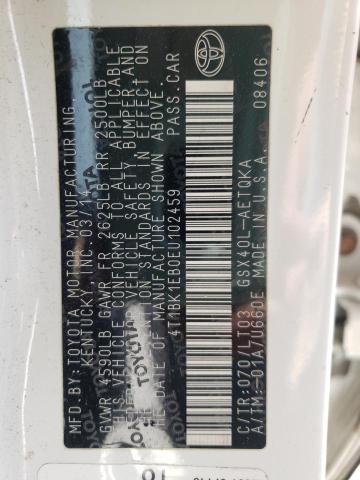 MFD.BY:TOYOTA MOTOR MANUFACTURING,
KENTUCKY, INC. 03/14
GVWR 4590LB GAWR FR 2625LB RR 2500LB
THIS VEHICLE CONFORMS TO ALL APPLICABLE
FEDERAL MOTOR VEHICLE SAFETY, BUMPER, AND
THEFT PREVENTION STANDARDS IN EFFECT ON
THE DATE OF MANUFACTURE SHOWN ABOVE.
4T1BK1EB0EU102459 PASS.CAR
C/TR:070/LT03 GSX40L-AETQKA
A/TM:-01A/U660E MADE IN U.S.A. 08406